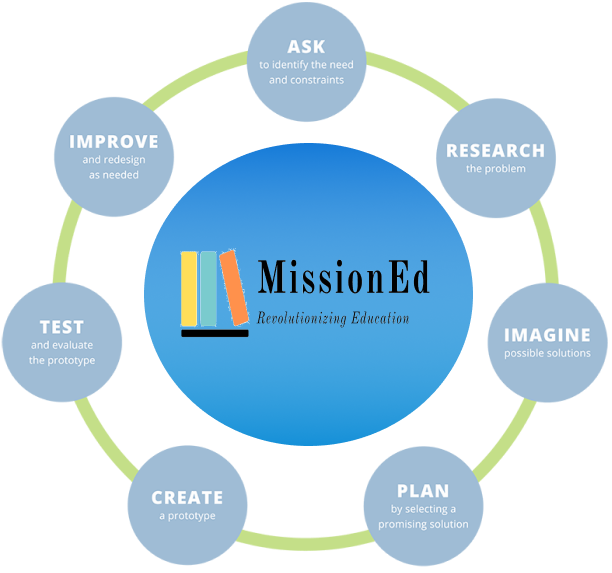 ASK
to identify the need
and constraints
RESEARCH
the problem
IMAGINE
possible solutions
PLAN
by selecting a
promising solution
CREATE
a prototype
TEST
and evaluate
the prototype
IMPROVE
and redesign
as needed
MissionEd
Revolutionizing Education